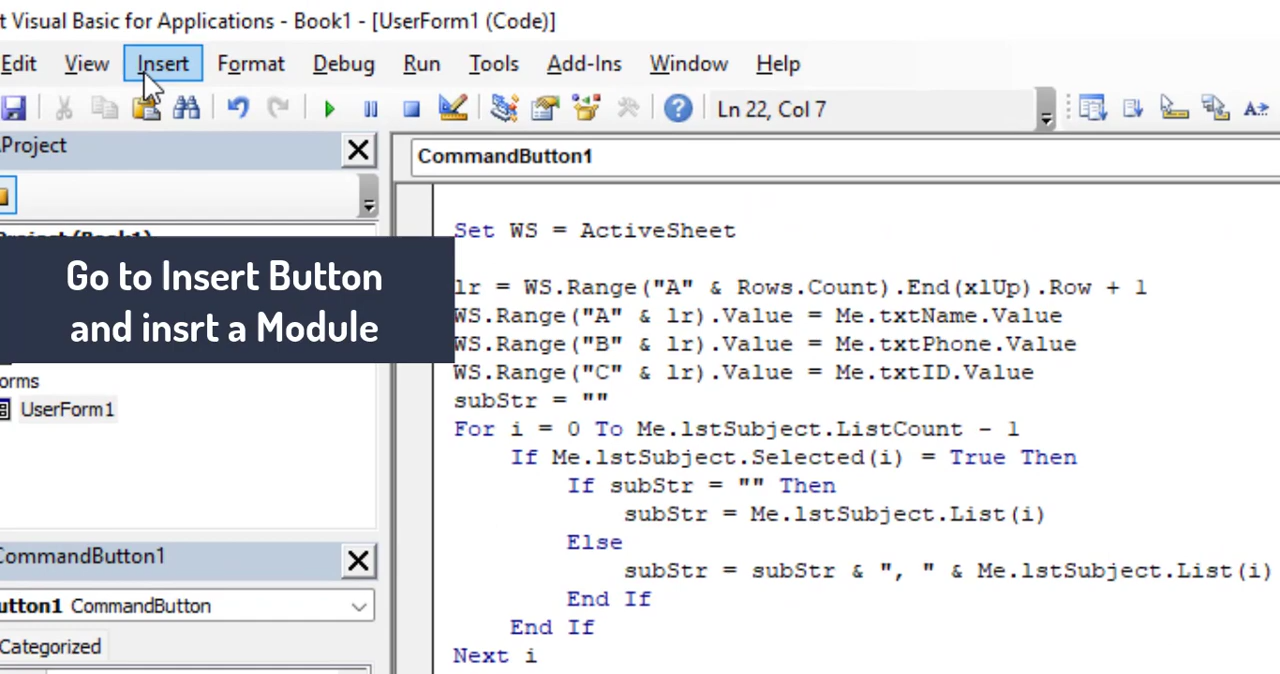 t Visual Basic for Applications - Book1 - [UserForm1 (Code)]
Edit View Insert Format Debug Run Tools Add-Ins Window Help
Ln 22, Col 7
Project
CommandButton1
Set WS = ActiveSheet
Project (Book1)
Go to Insert Button
and insrt a Module
lr = WS.Range("A" & Rows.Count).End(xlUp).Row + 1
WS.Range("A" & lr).Value = Me.txtName.Value
WS.Range("B" & lr).Value = Me.txtPhone.Value
WS.Range("C" & lr).Value = Me.txtID.Value
orms
subStr = ""
UserForm1
For i = 0 To Me.lstSubject.ListCount - 1
If Me.lstSubject.Selected(i) = True Then
If subStr = "" Then
subStr = Me.lstSubject.List(i)
Else
subStr = subStr & ", " & Me.lstSubject.List(i)
End If
End If
Next i
CommandButton1
utton1 CommandButton
Categorized